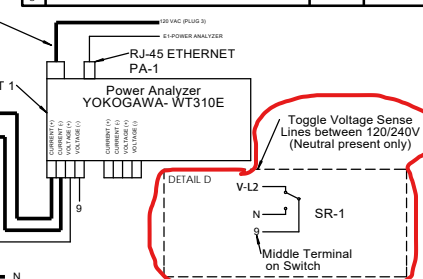 120 VAC (PLUG 3)
E1-POWER ANALYZER
RJ-45 ETHERNET
PA-1
T 1
Power Analyzer
YOKOGAWA- WT310E
CURRENT(+)
CURRENT (-)
VOLTAGE (+)
VOLTAGE (-)
CURRENT(+)
CURRENT (-)
VOLTAGE (+)
VOLTAGE (-)
9
Toggle Voltage Sense
Lines between 120/240V
(Neutral present only)
DETAIL D
V-L2
N
SR-1
9
Middle Terminal
on Switch
N